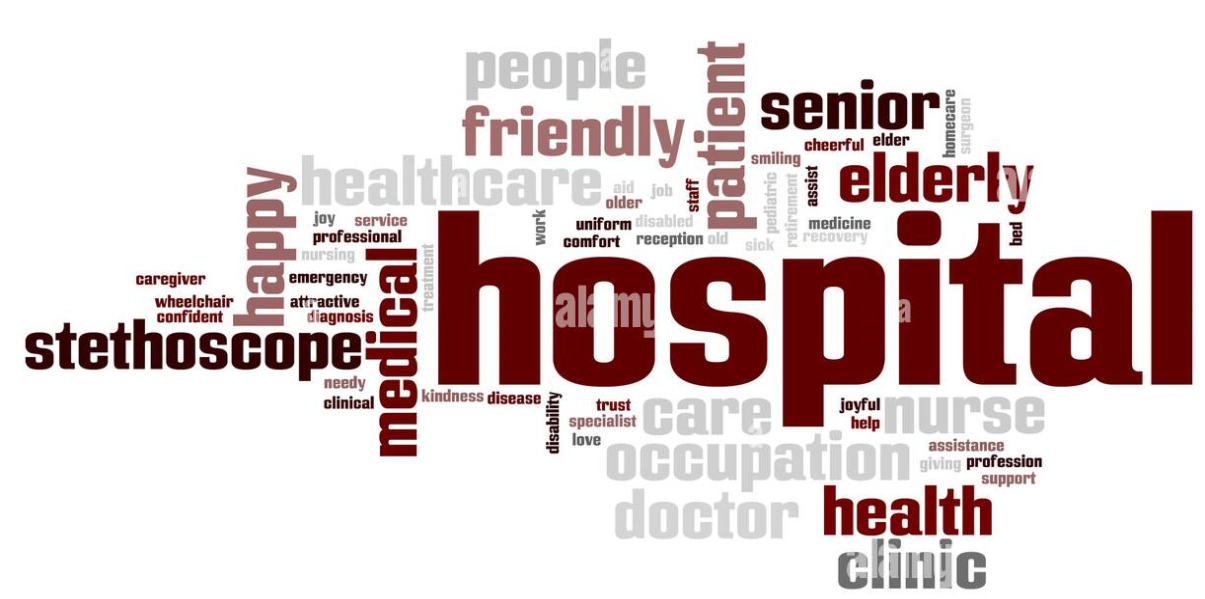 people
patient
senior
homecare
surgeon
friendly
cheerful
elder
smiling
healthcare
elderly
happy
aid
job
staff
older
pediatric
retirement
assist
joy
service
work
uniform
disabled
medicine
bed
professional
comfort
reception
old
sick
recovery
nursing
medical
treatment
hospital
caregiver
emergency
wheelchair
attractive
confident
diagnosis
alamy
a
stethoscope
needy
clinical
kindness
disease
disability
trust
care
joyful
nurse
specialist
help
love
occupation
assistance
giving
profession
support
doctor
health
clinic
alamy